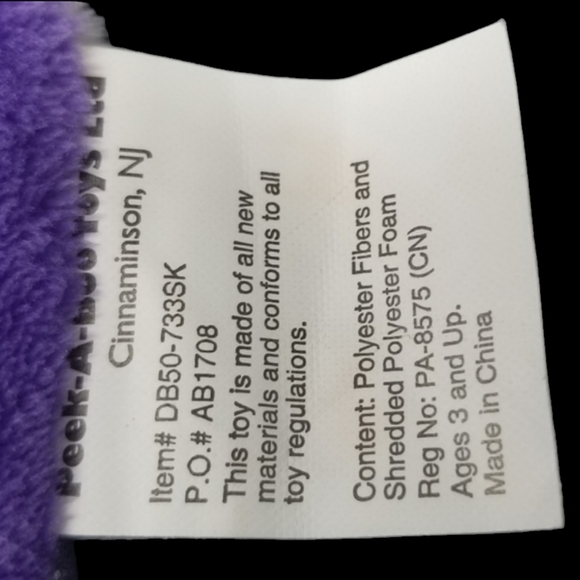 Peek-A-Boo Toys Ltd
Cinnaminson, NJ
Item# DB50-733SK
P.O.# AB1708
This toy is made of all new
materials and conforms to all
toy regulations.
Content: Polyester Fibers and
Shredded Polyester Foam
Reg No: PA-8575 (CN)
Ages 3 and Up.
Made in China